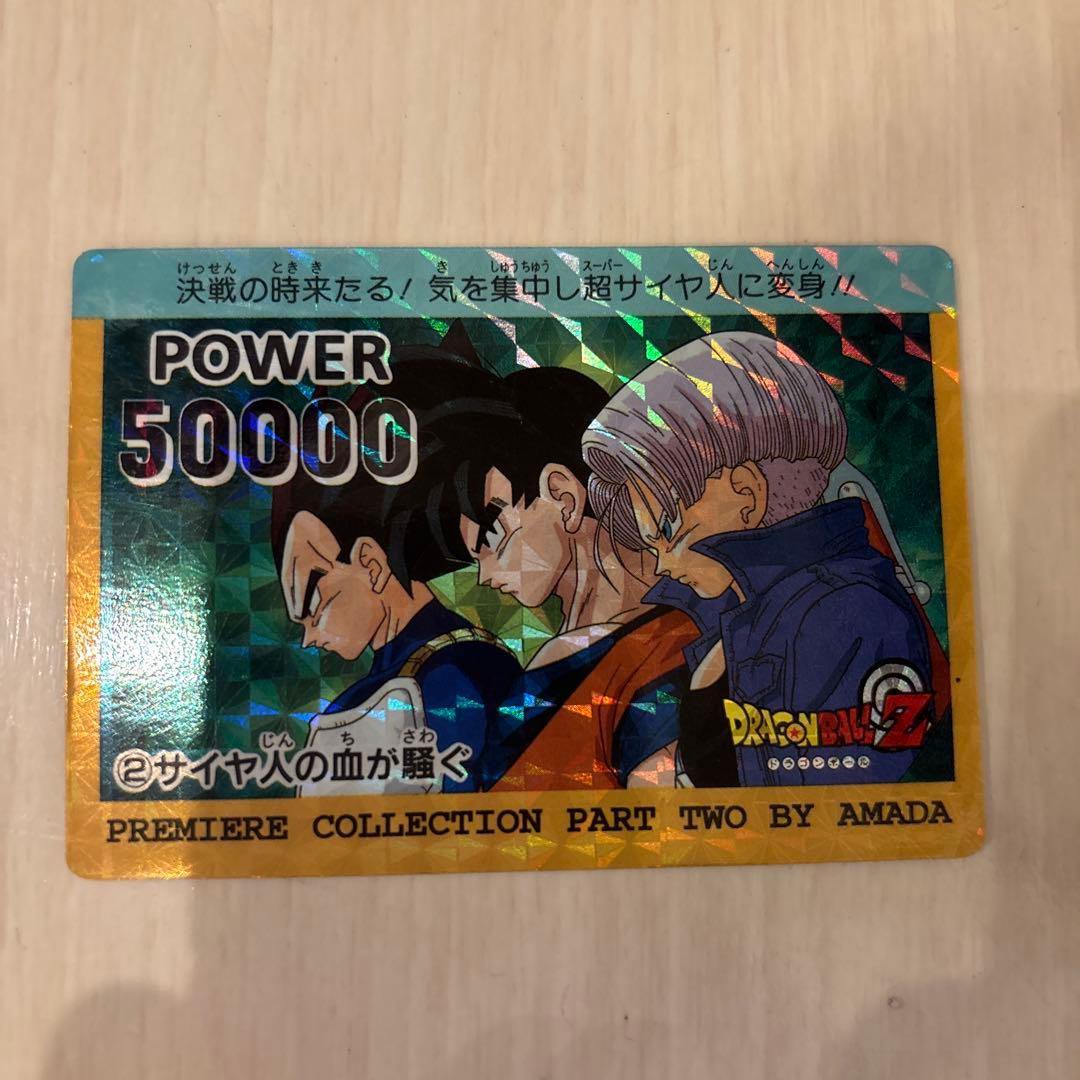 決戦の時来たる! 気を集中し超サイヤ人に変身!!
けっせん とき き き しゅうちゅう スーパー じん へんしん
POWER
50000
②サイヤ人の血が騒ぐ
じん ち さわ
DRAGON BALL Z
ドラゴンボール
PREMIERE COLLECTION PART TWO BY AMADA